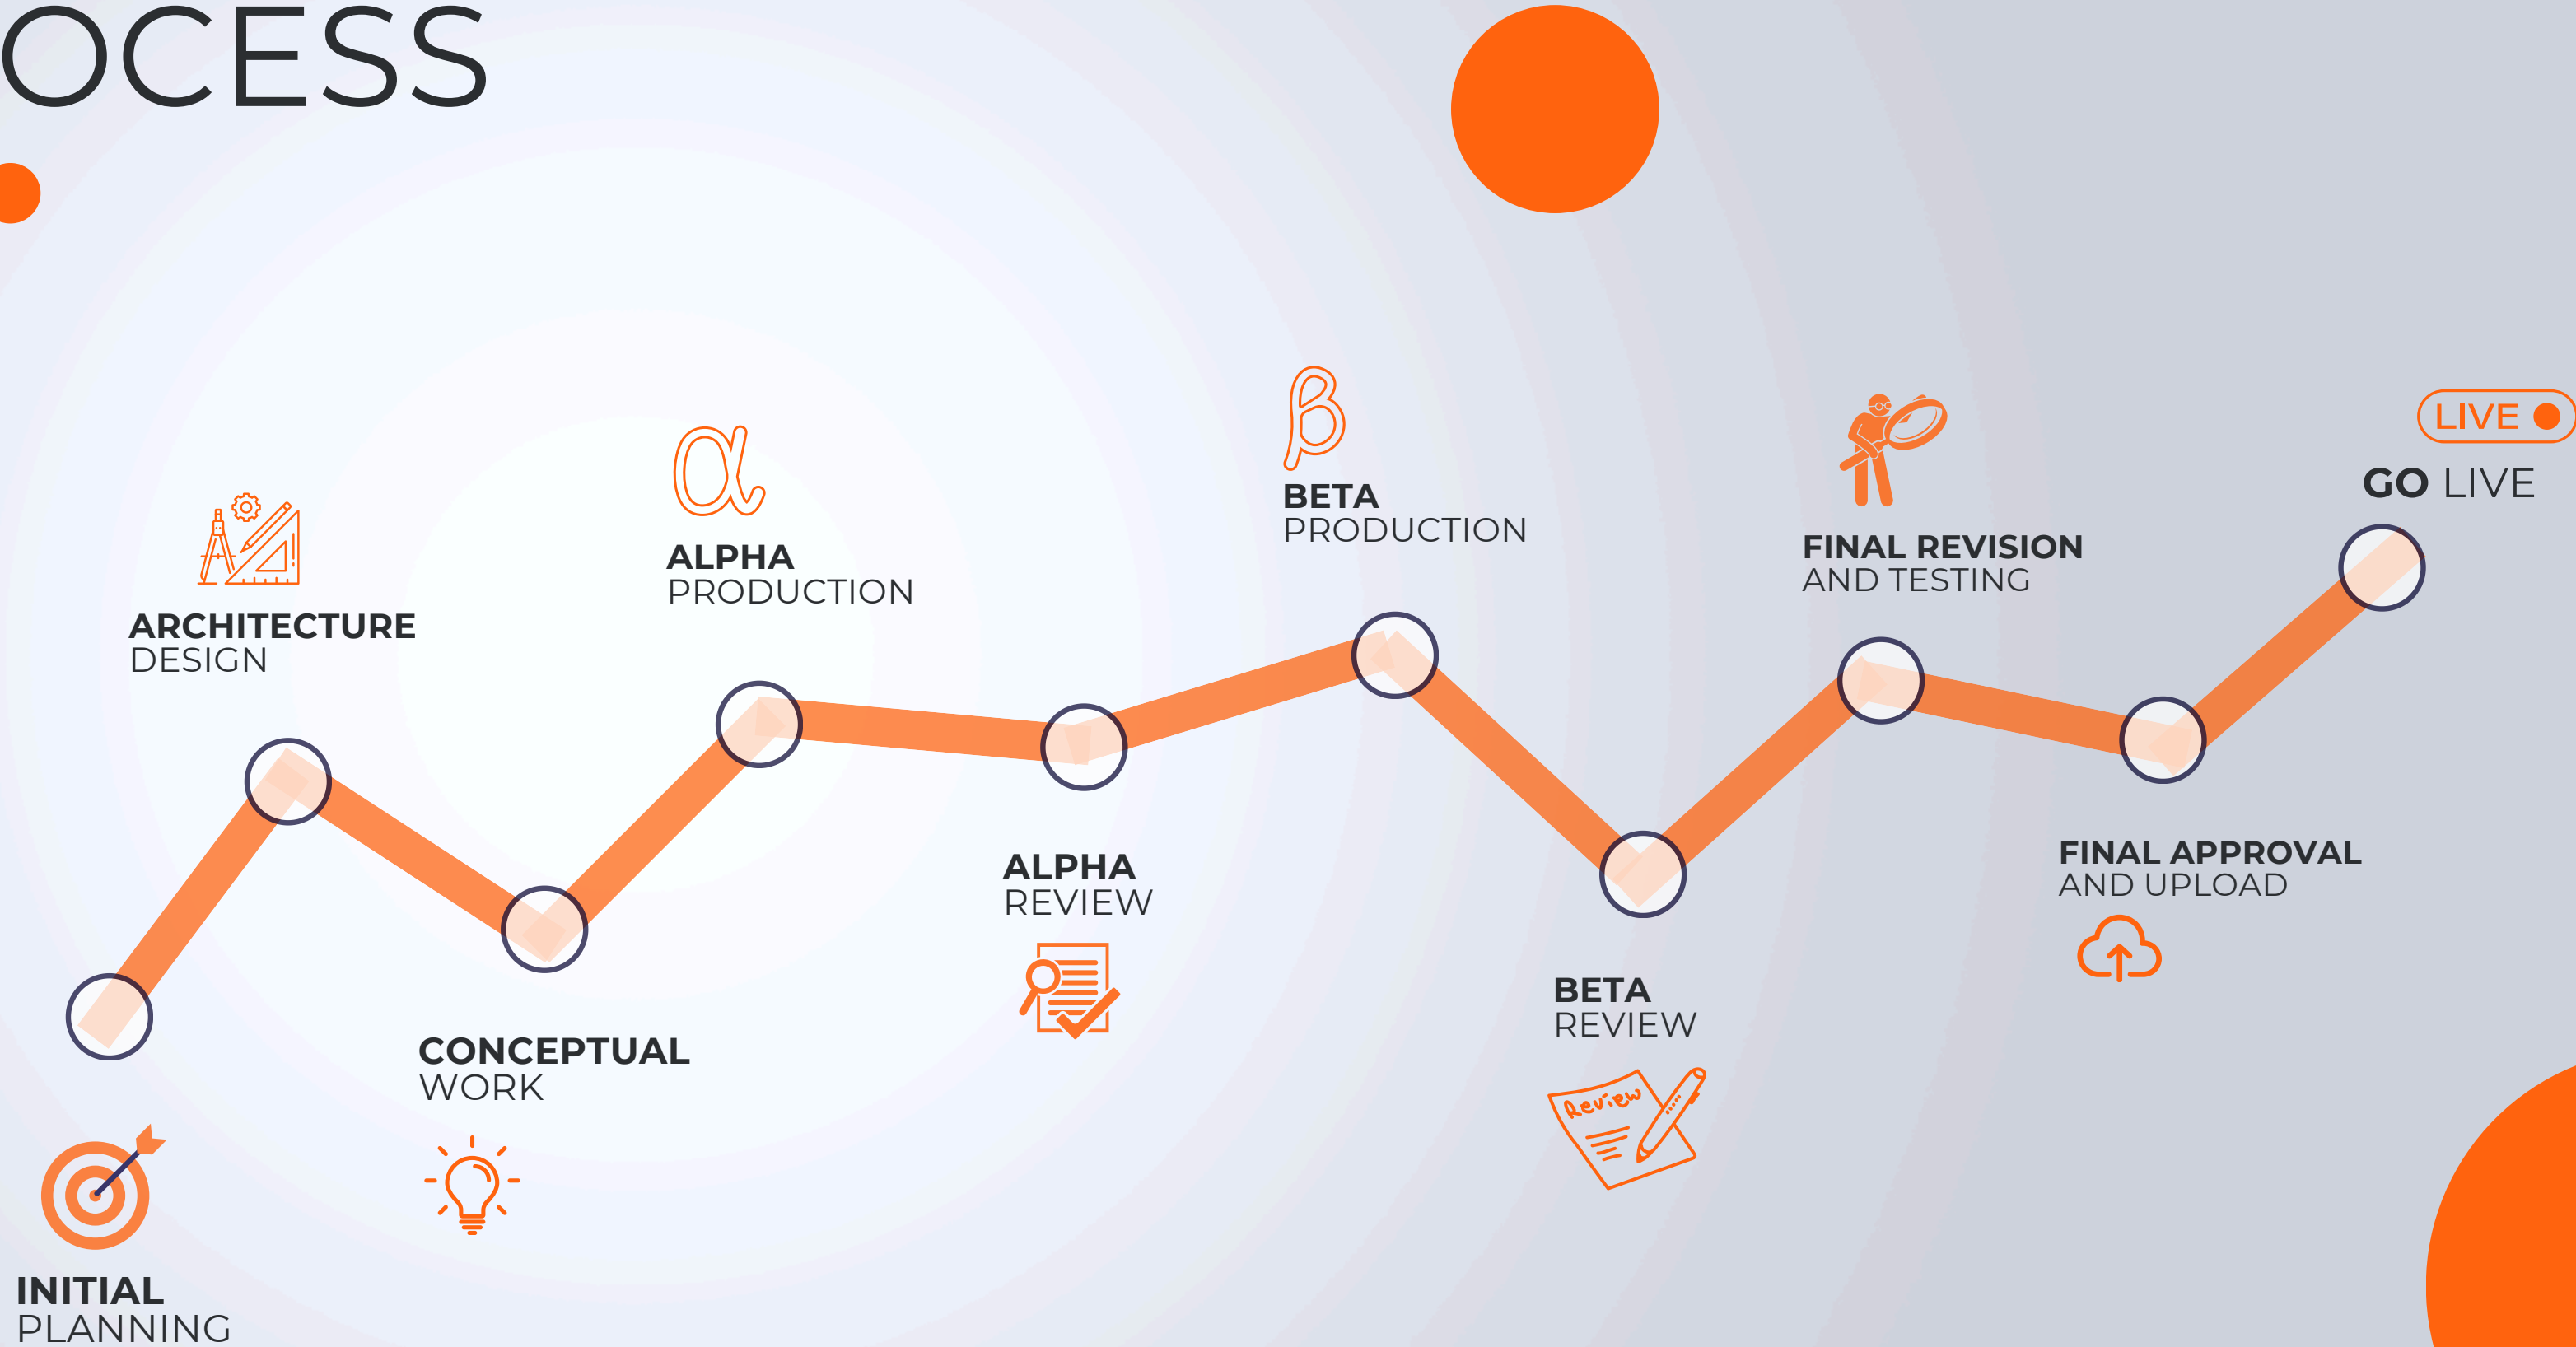 OCESS
INITIAL
PLANNING
ARCHITECTURE
DESIGN
CONCEPTUAL
WORK
ALPHA
PRODUCTION
ALPHA
REVIEW
BETA
PRODUCTION
BETA
REVIEW
Review
FINAL REVISION
AND TESTING
FINAL APPROVAL
AND UPLOAD
LIVE
GO LIVE